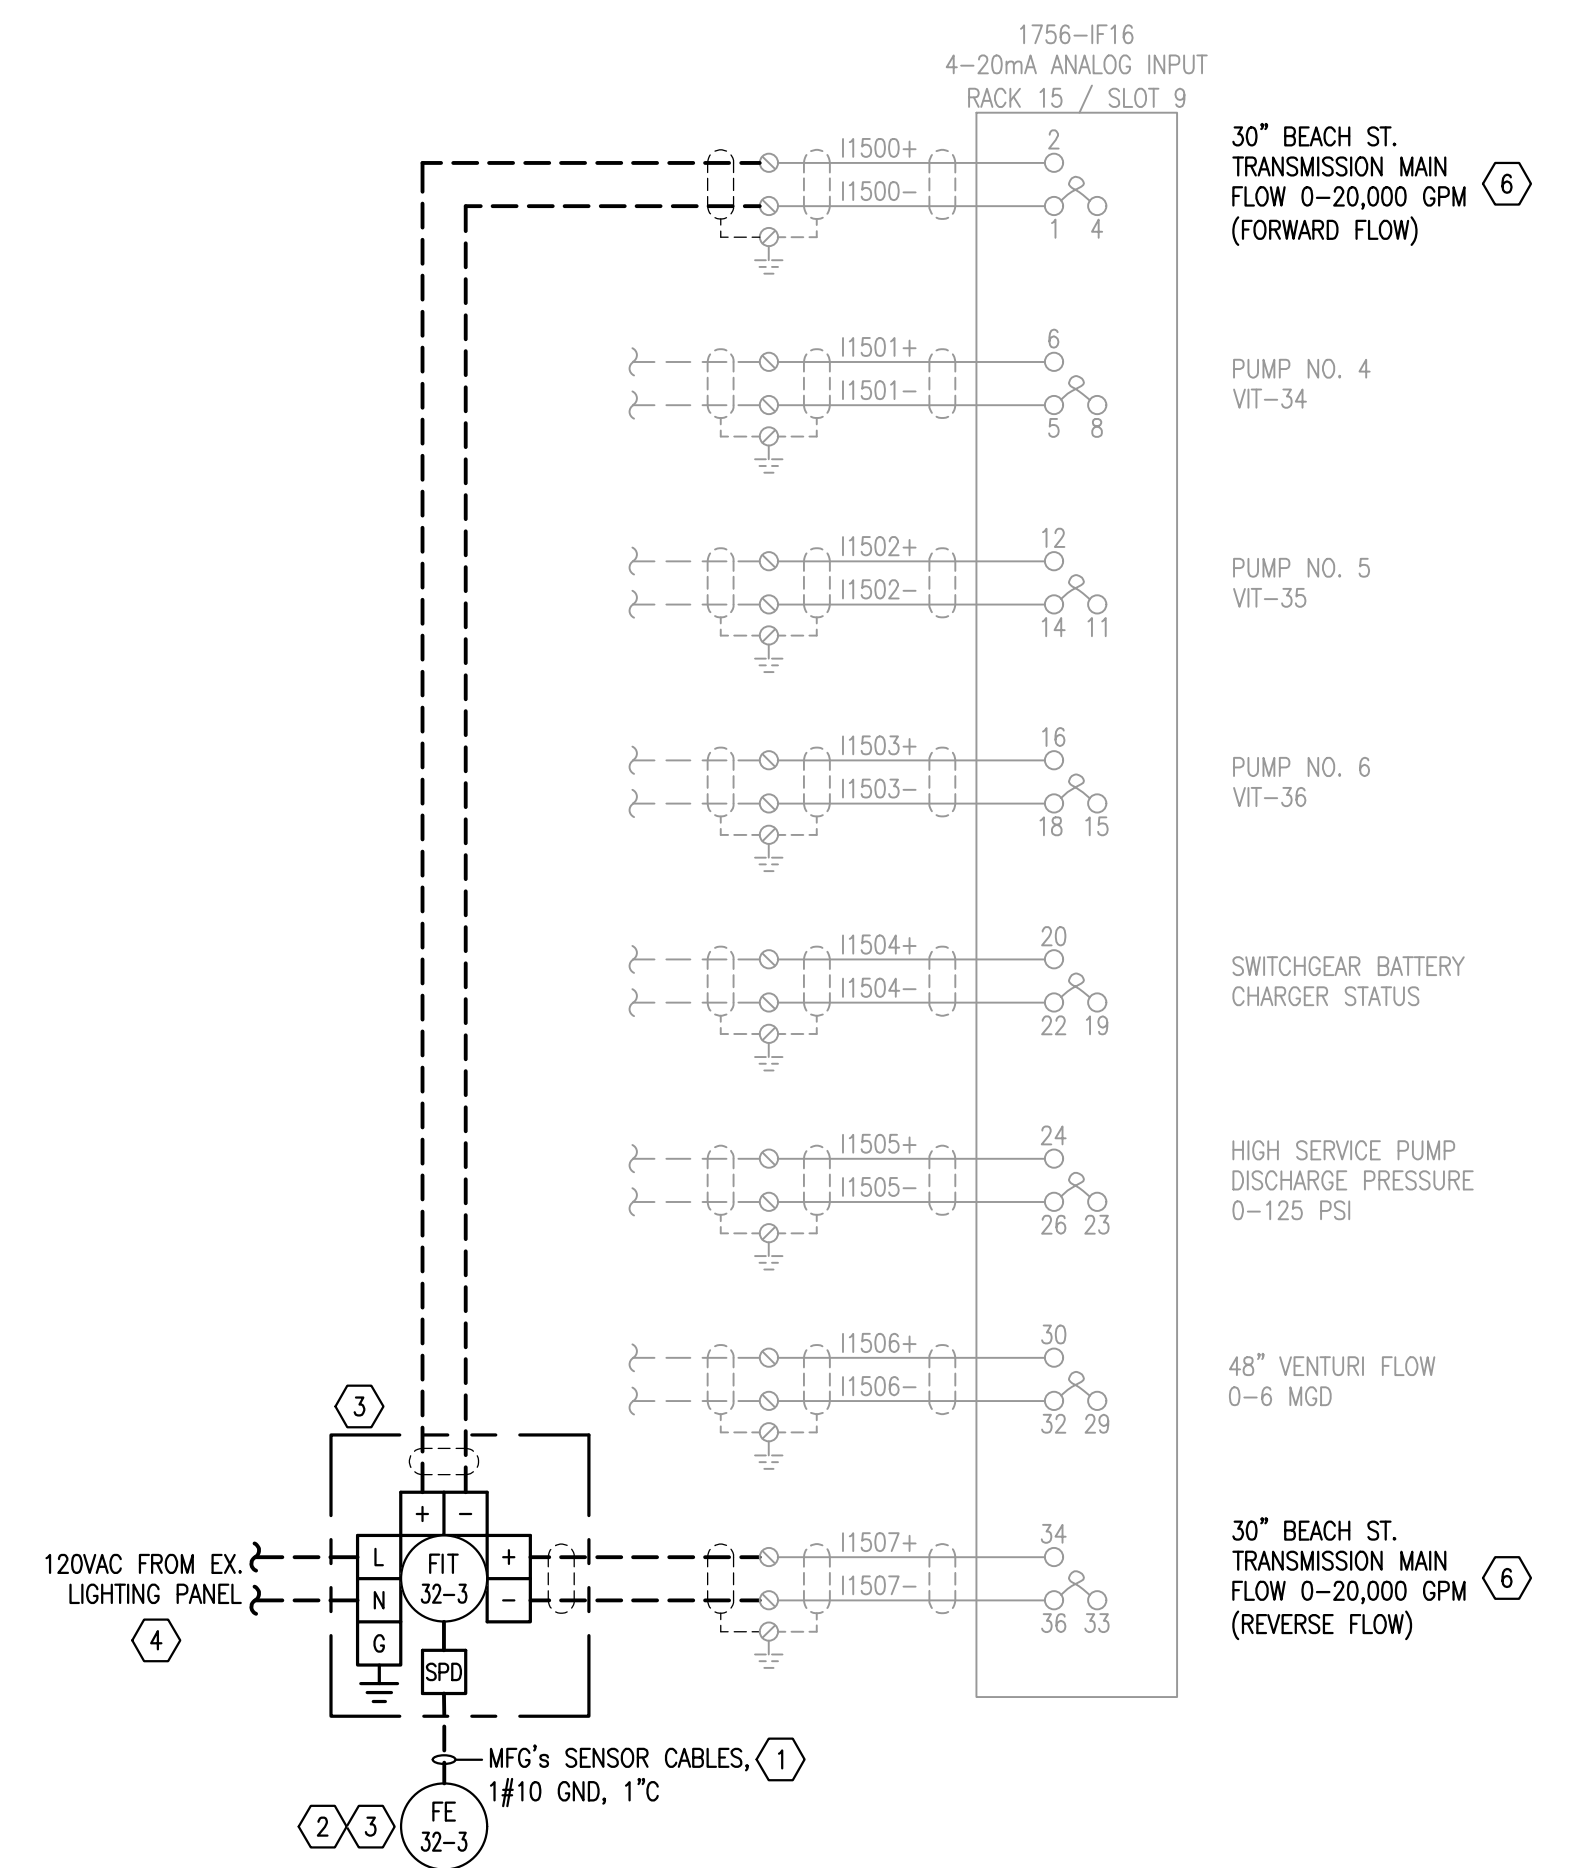 1756-IF16
4-20mA ANALOG INPUT
RACK 15 / SLOT 9
I1500+
2
I1500-
1 4
30" BEACH ST.
TRANSMISSION MAIN
FLOW 0-20,000 GPM
(FORWARD FLOW)
6
I1501+
6
I1501-
5 8
PUMP NO. 4
VIT-34
I1502+
12
I1502-
14 11
PUMP NO. 5
VIT-35
I1503+
16
I1503-
18 15
PUMP NO. 6
VIT-36
I1504+
20
I1504-
22 19
SWITCHGEAR BATTERY
CHARGER STATUS
I1505+
24
I1505-
26 23
HIGH SERVICE PUMP
DISCHARGE PRESSURE
0-125 PSI
I1506+
30
I1506-
32 29
48" VENTURI FLOW
0-6 MGD
I1507+
34
I1507-
36 33
30" BEACH ST.
TRANSMISSION MAIN
FLOW 0-20,000 GPM
(REVERSE FLOW)
6
3
+ -
L
FIT
32-3
+
N
-
G
SPD
120VAC FROM EX.
LIGHTING PANEL
4
MFG's SENSOR CABLES,
1#10 GND, 1"C
1
2 3
FE
32-3